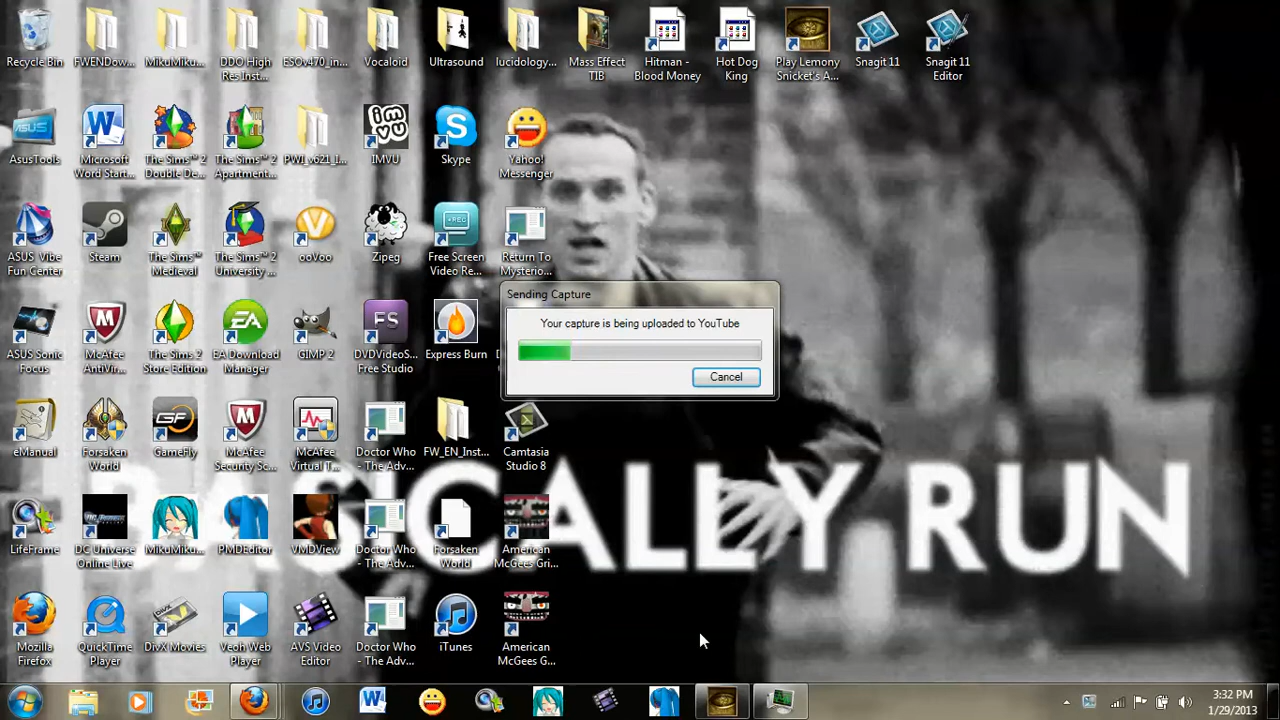 Recycle Bin
FWENDow...
MikuMiku...
DDO High
Res Inst...
ESOv470_in...
Vocaloid
Ultrasound
lucidology...
Mass Effect
TIB
Hitman -
Blood Money
Hot Dog
King
Play Lemony
Snicket's A...
Snagit 11
Snagit 11
Editor
ASUS
AsusTools
W
Microsoft
Word Start...
The Sims™ 2
Double De...
The Sims™ 2
Apartment...
PWI_v621_I...
imvu
IMVU
S
Skype
Yahoo!
Messenger
ASUS Vibe
Fun Center
Steam
The Sims™
Medieval
The Sims™ 2
University ...
ooVoo
Zipeg
REC
Free Screen
Video Re...
Return To
Mysterio...
Sending Capture
Your capture is being uploaded to YouTube
Cancel
ASUS Sonic
Focus
McAfee
AntiVir...
The Sims 2
Store Edition
EA
EA Download
Manager
GIMP 2
FS
DVDVideoS...
Free Studio
Express Burn
eManual
Forsaken
World
GSF
GameFly
McAfee
Security Sc...
McAfee
Virtual T...
Doctor Who
- The Adv...
FW_EN_Inst...
Camtasia
Studio 8
BASICALLY RUN
LifeFrame
DC Universe
Online Live
MikuMiku...
PMDEditor
VMDView
Doctor Who
- The Adv...
Forsaken
World
American
McGees Gri...
Mozilla
Firefox
QuickTime
Player
DivX Movies
Veoh Web
Player
AVS Video
Editor
Doctor Who
- The Adv...
iTunes
American
McGees G...
3:32 PM
1/29/2013